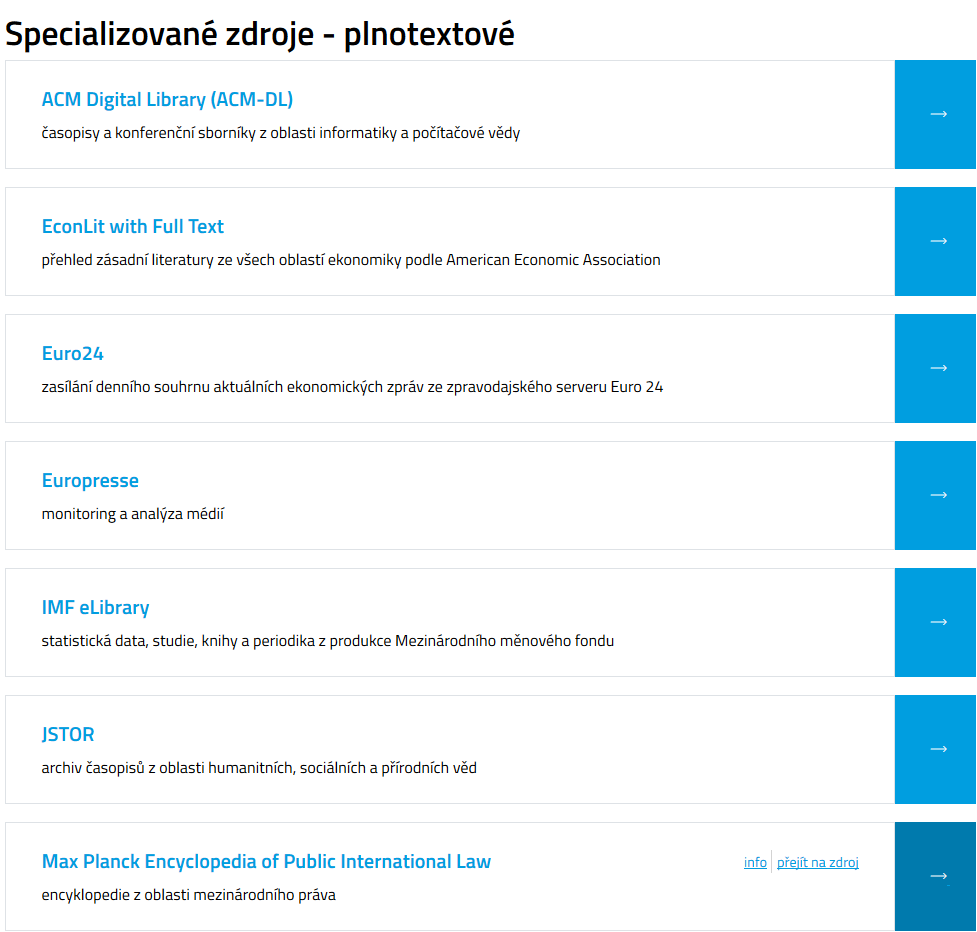 Specializované zdroje - plnotextové
ACM Digital Library (ACM-DL)
časopisy a konferenční sborníky z oblasti informatiky a počítačové vědy
EconLit with Full Text
přehled zásadní literatury ze všech oblastí ekonomiky podle American Economic Association
Euro24
zasílání denního souhrnu aktuálních ekonomických zpráv ze zpravodajského serveru Euro 24
Europresse
monitoring a analýza médií
IMF eLibrary
statistická data, studie, knihy a periodika z produkce Mezinárodního měnového fondu
JSTOR
archiv časopisů z oblasti humanitních, sociálních a přírodních věd
Max Planck Encyclopedia of Public International Law
info | přejít na zdroj
encyklopedie z oblasti mezinárodního práva